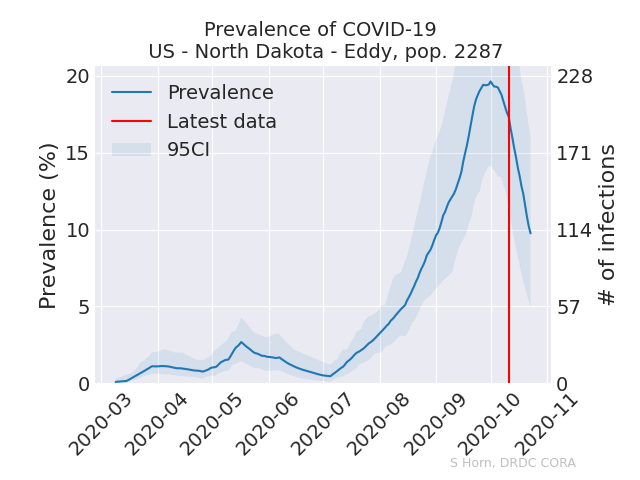 Prevalence of COVID-19
US - North Dakota - Eddy, pop. 2287
Prevalence
Latest data
95CI
Prevalence (%)
20
15
10
5
0
228
171
114
57
0
# of infections
2020-03
2020-04
2020-05
2020-06
2020-07
2020-08
2020-09
2020-10
2020-11
S Horn, DRDC CORA